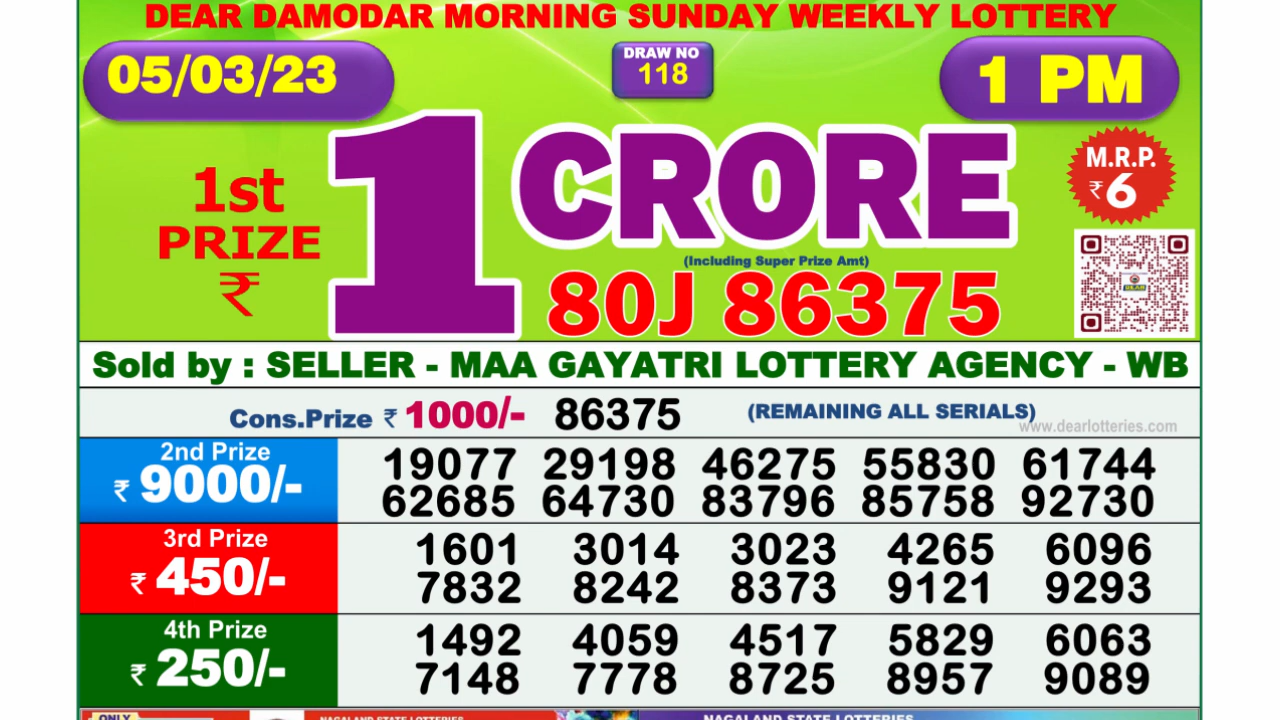 DEAR DAMODAR MORNING SUNDAY WEEKLY LOTTERY
05/03/23
DRAW NO
118
1 PM
1st
PRIZE
₹
1 CRORE
(Including Super Prize Amt)
80J 86375
M.R.P.
₹6
Sold by : SELLER - MAA GAYATRI LOTTERY AGENCY - WB
Cons.Prize ₹ 1000/- 86375 (REMAINING ALL SERIALS)
www.dearlotteries.com
2nd Prize
₹ 9000/-
19077 29198 46275 55830 61744
62685 64730 83796 85758 92730
3rd Prize
₹ 450/-
1601 3014 3023 4265 6096
7832 8242 8373 9121 9293
4th Prize
₹ 250/-
1492 4059 4517 5829 6063
7148 7778 8725 8957 9089
ONLY
NAGALAND STATE LOTTERIES
NAGALAND STATE LOTTERIES